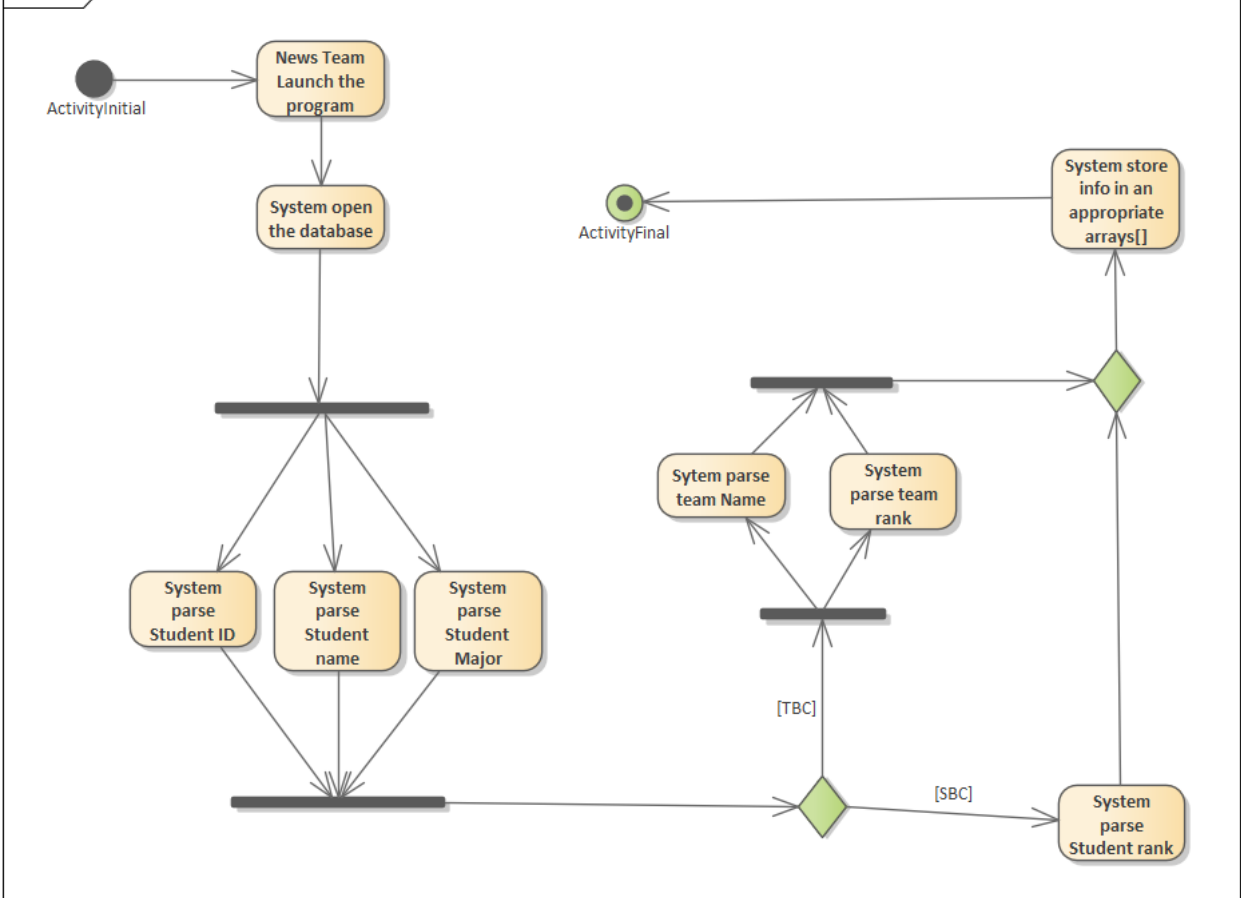 ActivityInitial
News Team
Launch the
program
System open
the database
System
parse
Student ID
System
parse
Student
name
System
parse
Student
Major
[TBC]
[SBC]
System
parse
Student rank
Sytem parse
team Name
System
parse team
rank
System store
info in an
appropriate
arrays[]
ActivityFinal